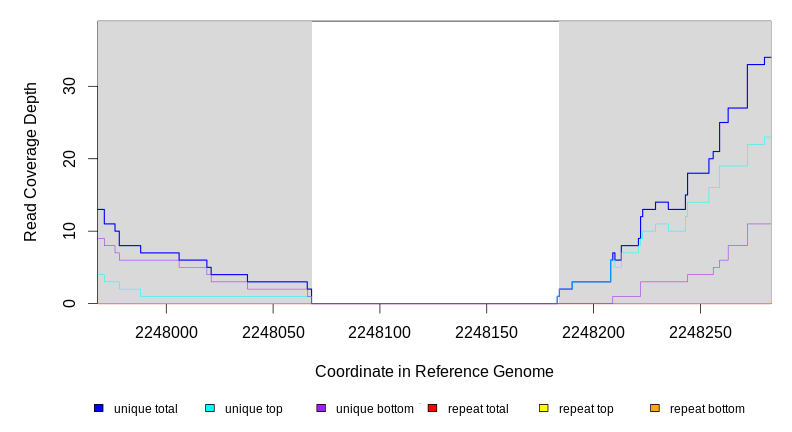 Read Coverage Depth
30
20
10
0
2248000 2248050 2248100 2248150 2248200 2248250
Coordinate in Reference Genome
unique total unique top unique bottom repeat total repeat top repeat bottom